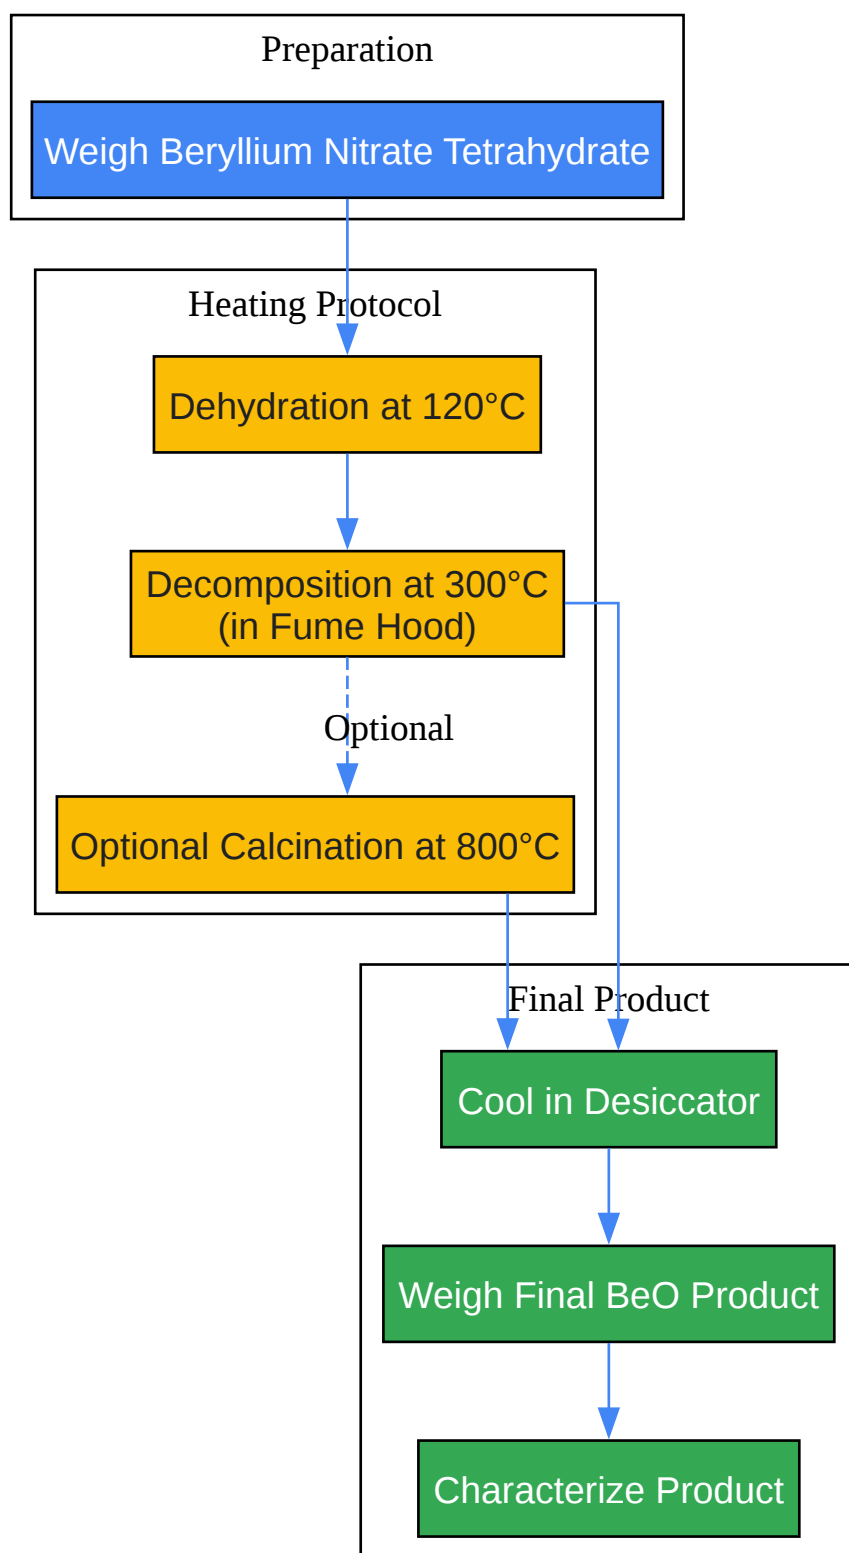 Preparation
Weigh Beryllium Nitrate Tetrahydrate
Heating Protocol
Dehydration at 120°C
Decomposition at 300°C
(in Fume Hood)
Optional
Optional Calcination at 800°C
Final Product
Cool in Desiccator
Weigh Final BeO Product
Characterize Product